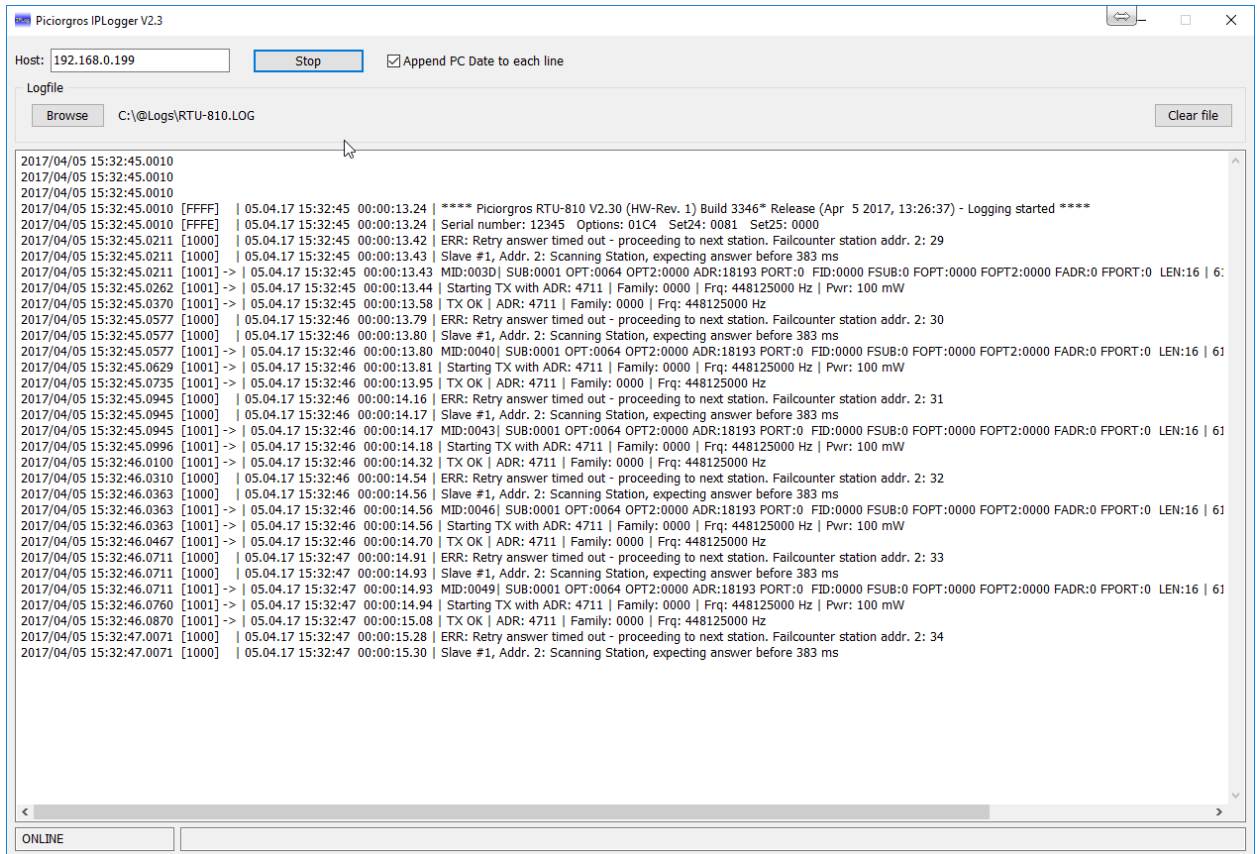 Piciorgros IPLogger V2.3
Host: 192.168.0.199 Stop Append PC Date to each line
Logfile
Browse C:\@Logs\RTU-810.LOG Clear file
2017/04/05 15:32:45.0010
2017/04/05 15:32:45.0010
2017/04/05 15:32:45.0010
2017/04/05 15:32:45.0010 [FFFF] | 05.04.17 15:32:45 00:00:13.24 | **** Piciorgros RTU-810 V2.30 (HW-Rev. 1) Build 3346* Release (Apr 5 2017, 13:26:37) - Logging started ****
2017/04/05 15:32:45.0010 [FFFF] | 05.04.17 15:32:45 00:00:13.24 | Serial number: 12345 Options: 01C4 Set24: 0081 Set25: 0000
2017/04/05 15:32:45.0211 [1000] | 05.04.17 15:32:45 00:00:13.42 | ERR: Retry answer timed out - proceeding to next station. Failcounter station addr. 2: 29
2017/04/05 15:32:45.0211 [1000] | 05.04.17 15:32:45 00:00:13.43 | Slave #1, Addr. 2: Scanning Station, expecting answer before 383 ms
2017/04/05 15:32:45.0211 [1001] -> | 05.04.17 15:32:45 00:00:13.43 MID:003D| SUB:0001 OPT:0064 OPT2:0000 ADR:18193 PORT:0 FID:0000 FSUB:0 FOPT:0000 FOPT2:0000 FADR:0 FPORT:0 LEN:16 | 61
2017/04/05 15:32:45.0262 [1001] -> | 05.04.17 15:32:45 00:00:13.44 | Starting TX with ADR: 4711 | Family: 0000 | Frq: 448125000 Hz | Pwr: 100 mW
2017/04/05 15:32:45.0370 [1001] -> | 05.04.17 15:32:45 00:00:13.58 | TX OK | ADR: 4711 | Family: 0000 | Frq: 448125000 Hz
2017/04/05 15:32:45.0577 [1000] | 05.04.17 15:32:46 00:00:13.79 | ERR: Retry answer timed out - proceeding to next station. Failcounter station addr. 2: 30
2017/04/05 15:32:45.0577 [1000] | 05.04.17 15:32:46 00:00:13.80 | Slave #1, Addr. 2: Scanning Station, expecting answer before 383 ms
2017/04/05 15:32:45.0577 [1001] -> | 05.04.17 15:32:46 00:00:13.80 MID:0040| SUB:0001 OPT:0064 OPT2:0000 ADR:18193 PORT:0 FID:0000 FSUB:0 FOPT:0000 FOPT2:0000 FADR:0 FPORT:0 LEN:16 | 61
2017/04/05 15:32:45.0629 [1001] -> | 05.04.17 15:32:46 00:00:13.81 | Starting TX with ADR: 4711 | Family: 0000 | Frq: 448125000 Hz | Pwr: 100 mW
2017/04/05 15:32:45.0735 [1001] -> | 05.04.17 15:32:46 00:00:13.95 | TX OK | ADR: 4711 | Family: 0000 | Frq: 448125000 Hz
2017/04/05 15:32:45.0945 [1000] | 05.04.17 15:32:46 00:00:14.16 | ERR: Retry answer timed out - proceeding to next station. Failcounter station addr. 2: 31
2017/04/05 15:32:45.0945 [1000] | 05.04.17 15:32:46 00:00:14.17 | Slave #1, Addr. 2: Scanning Station, expecting answer before 383 ms
2017/04/05 15:32:45.0945 [1001] -> | 05.04.17 15:32:46 00:00:14.17 MID:0043| SUB:0001 OPT:0064 OPT2:0000 ADR:18193 PORT:0 FID:0000 FSUB:0 FOPT:0000 FOPT2:0000 FADR:0 FPORT:0 LEN:16 | 61
2017/04/05 15:32:45.0996 [1001] -> | 05.04.17 15:32:46 00:00:14.18 | Starting TX with ADR: 4711 | Family: 0000 | Frq: 448125000 Hz | Pwr: 100 mW
2017/04/05 15:32:46.0100 [1001] -> | 05.04.17 15:32:46 00:00:14.32 | TX OK | ADR: 4711 | Family: 0000 | Frq: 448125000 Hz
2017/04/05 15:32:46.0310 [1000] | 05.04.17 15:32:46 00:00:14.54 | ERR: Retry answer timed out - proceeding to next station. Failcounter station addr. 2: 32
2017/04/05 15:32:46.0363 [1000] | 05.04.17 15:32:46 00:00:14.56 | Slave #1, Addr. 2: Scanning Station, expecting answer before 383 ms
2017/04/05 15:32:46.0363 [1001] -> | 05.04.17 15:32:46 00:00:14.56 MID:0046| SUB:0001 OPT:0064 OPT2:0000 ADR:18193 PORT:0 FID:0000 FSUB:0 FOPT:0000 FOPT2:0000 FADR:0 FPORT:0 LEN:16 | 61
2017/04/05 15:32:46.0363 [1001] -> | 05.04.17 15:32:46 00:00:14.56 | Starting TX with ADR: 4711 | Family: 0000 | Frq: 448125000 Hz | Pwr: 100 mW
2017/04/05 15:32:46.0467 [1001] -> | 05.04.17 15:32:46 00:00:14.70 | TX OK | ADR: 4711 | Family: 0000 | Frq: 448125000 Hz
2017/04/05 15:32:46.0711 [1000] | 05.04.17 15:32:47 00:00:14.91 | ERR: Retry answer timed out - proceeding to next station. Failcounter station addr. 2: 33
2017/04/05 15:32:46.0711 [1000] | 05.04.17 15:32:47 00:00:14.93 | Slave #1, Addr. 2: Scanning Station, expecting answer before 383 ms
2017/04/05 15:32:46.0711 [1001] -> | 05.04.17 15:32:47 00:00:14.93 MID:0049| SUB:0001 OPT:0064 OPT2:0000 ADR:18193 PORT:0 FID:0000 FSUB:0 FOPT:0000 FOPT2:0000 FADR:0 FPORT:0 LEN:16 | 61
2017/04/05 15:32:46.0760 [1001] -> | 05.04.17 15:32:47 00:00:14.94 | Starting TX with ADR: 4711 | Family: 0000 | Frq: 448125000 Hz | Pwr: 100 mW
2017/04/05 15:32:46.0870 [1001] -> | 05.04.17 15:32:47 00:00:15.08 | TX OK | ADR: 4711 | Family: 0000 | Frq: 448125000 Hz
2017/04/05 15:32:47.0071 [1000] | 05.04.17 15:32:47 00:00:15.28 | ERR: Retry answer timed out - proceeding to next station. Failcounter station addr. 2: 34
2017/04/05 15:32:47.0071 [1000] | 05.04.17 15:32:47 00:00:15.30 | Slave #1, Addr. 2: Scanning Station, expecting answer before 383 ms
ONLINE